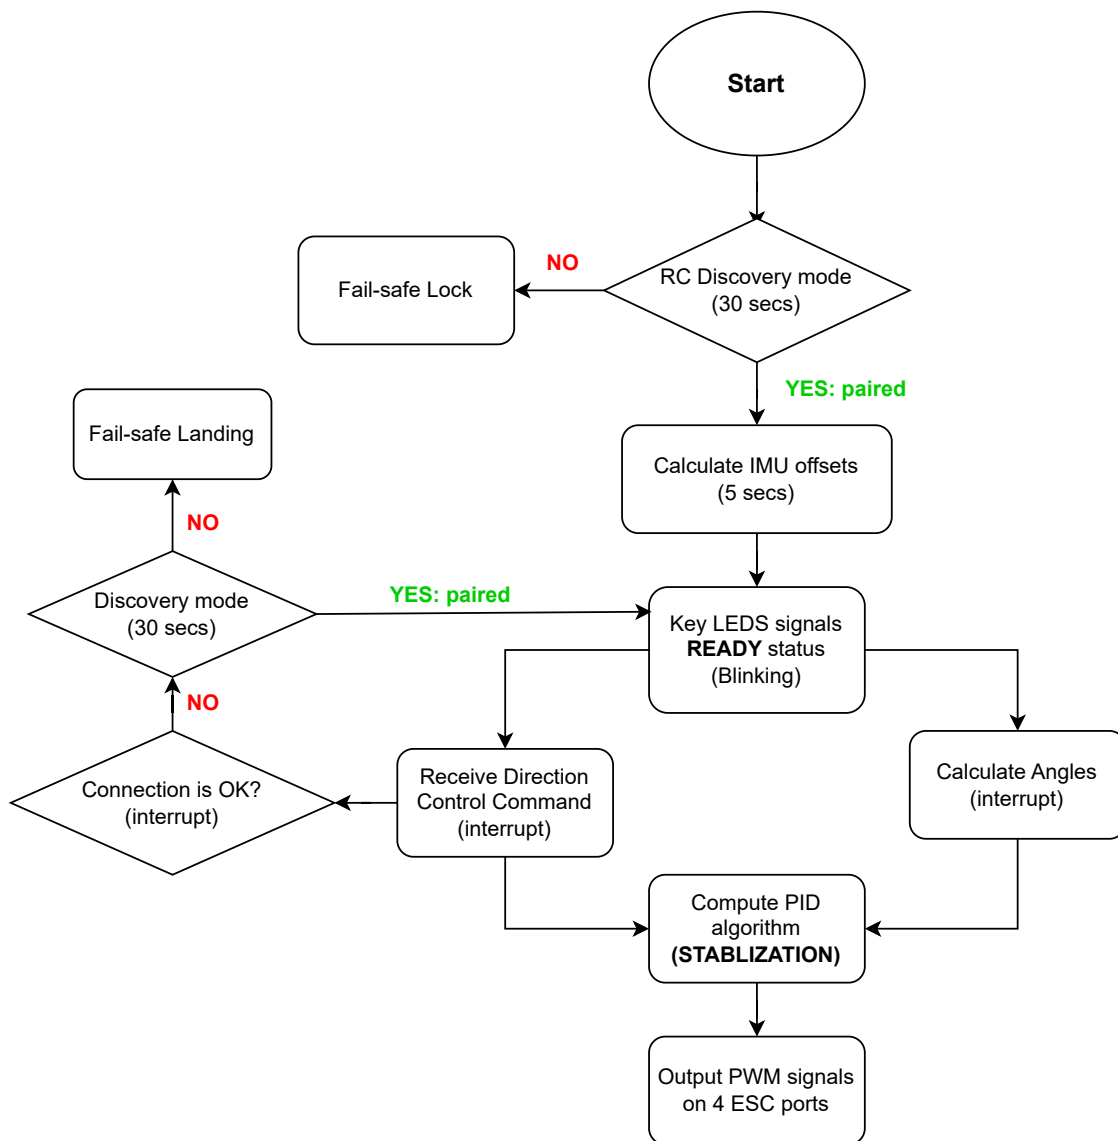 Start
RC Discovery mode
(30 secs)
NO
Fail-safe Lock
YES: paired
Calculate IMU offsets
(5 secs)
Fail-safe Landing
NO
Discovery mode
(30 secs)
YES: paired
Key LEDS signals
READY status
(Blinking)
NO
Connection is OK?
(interrupt)
Receive Direction
Control Command
(interrupt)
Calculate Angles
(interrupt)
Compute PID
algorithm
(STABLIZATION)
Output PWM signals
on 4 ESC ports